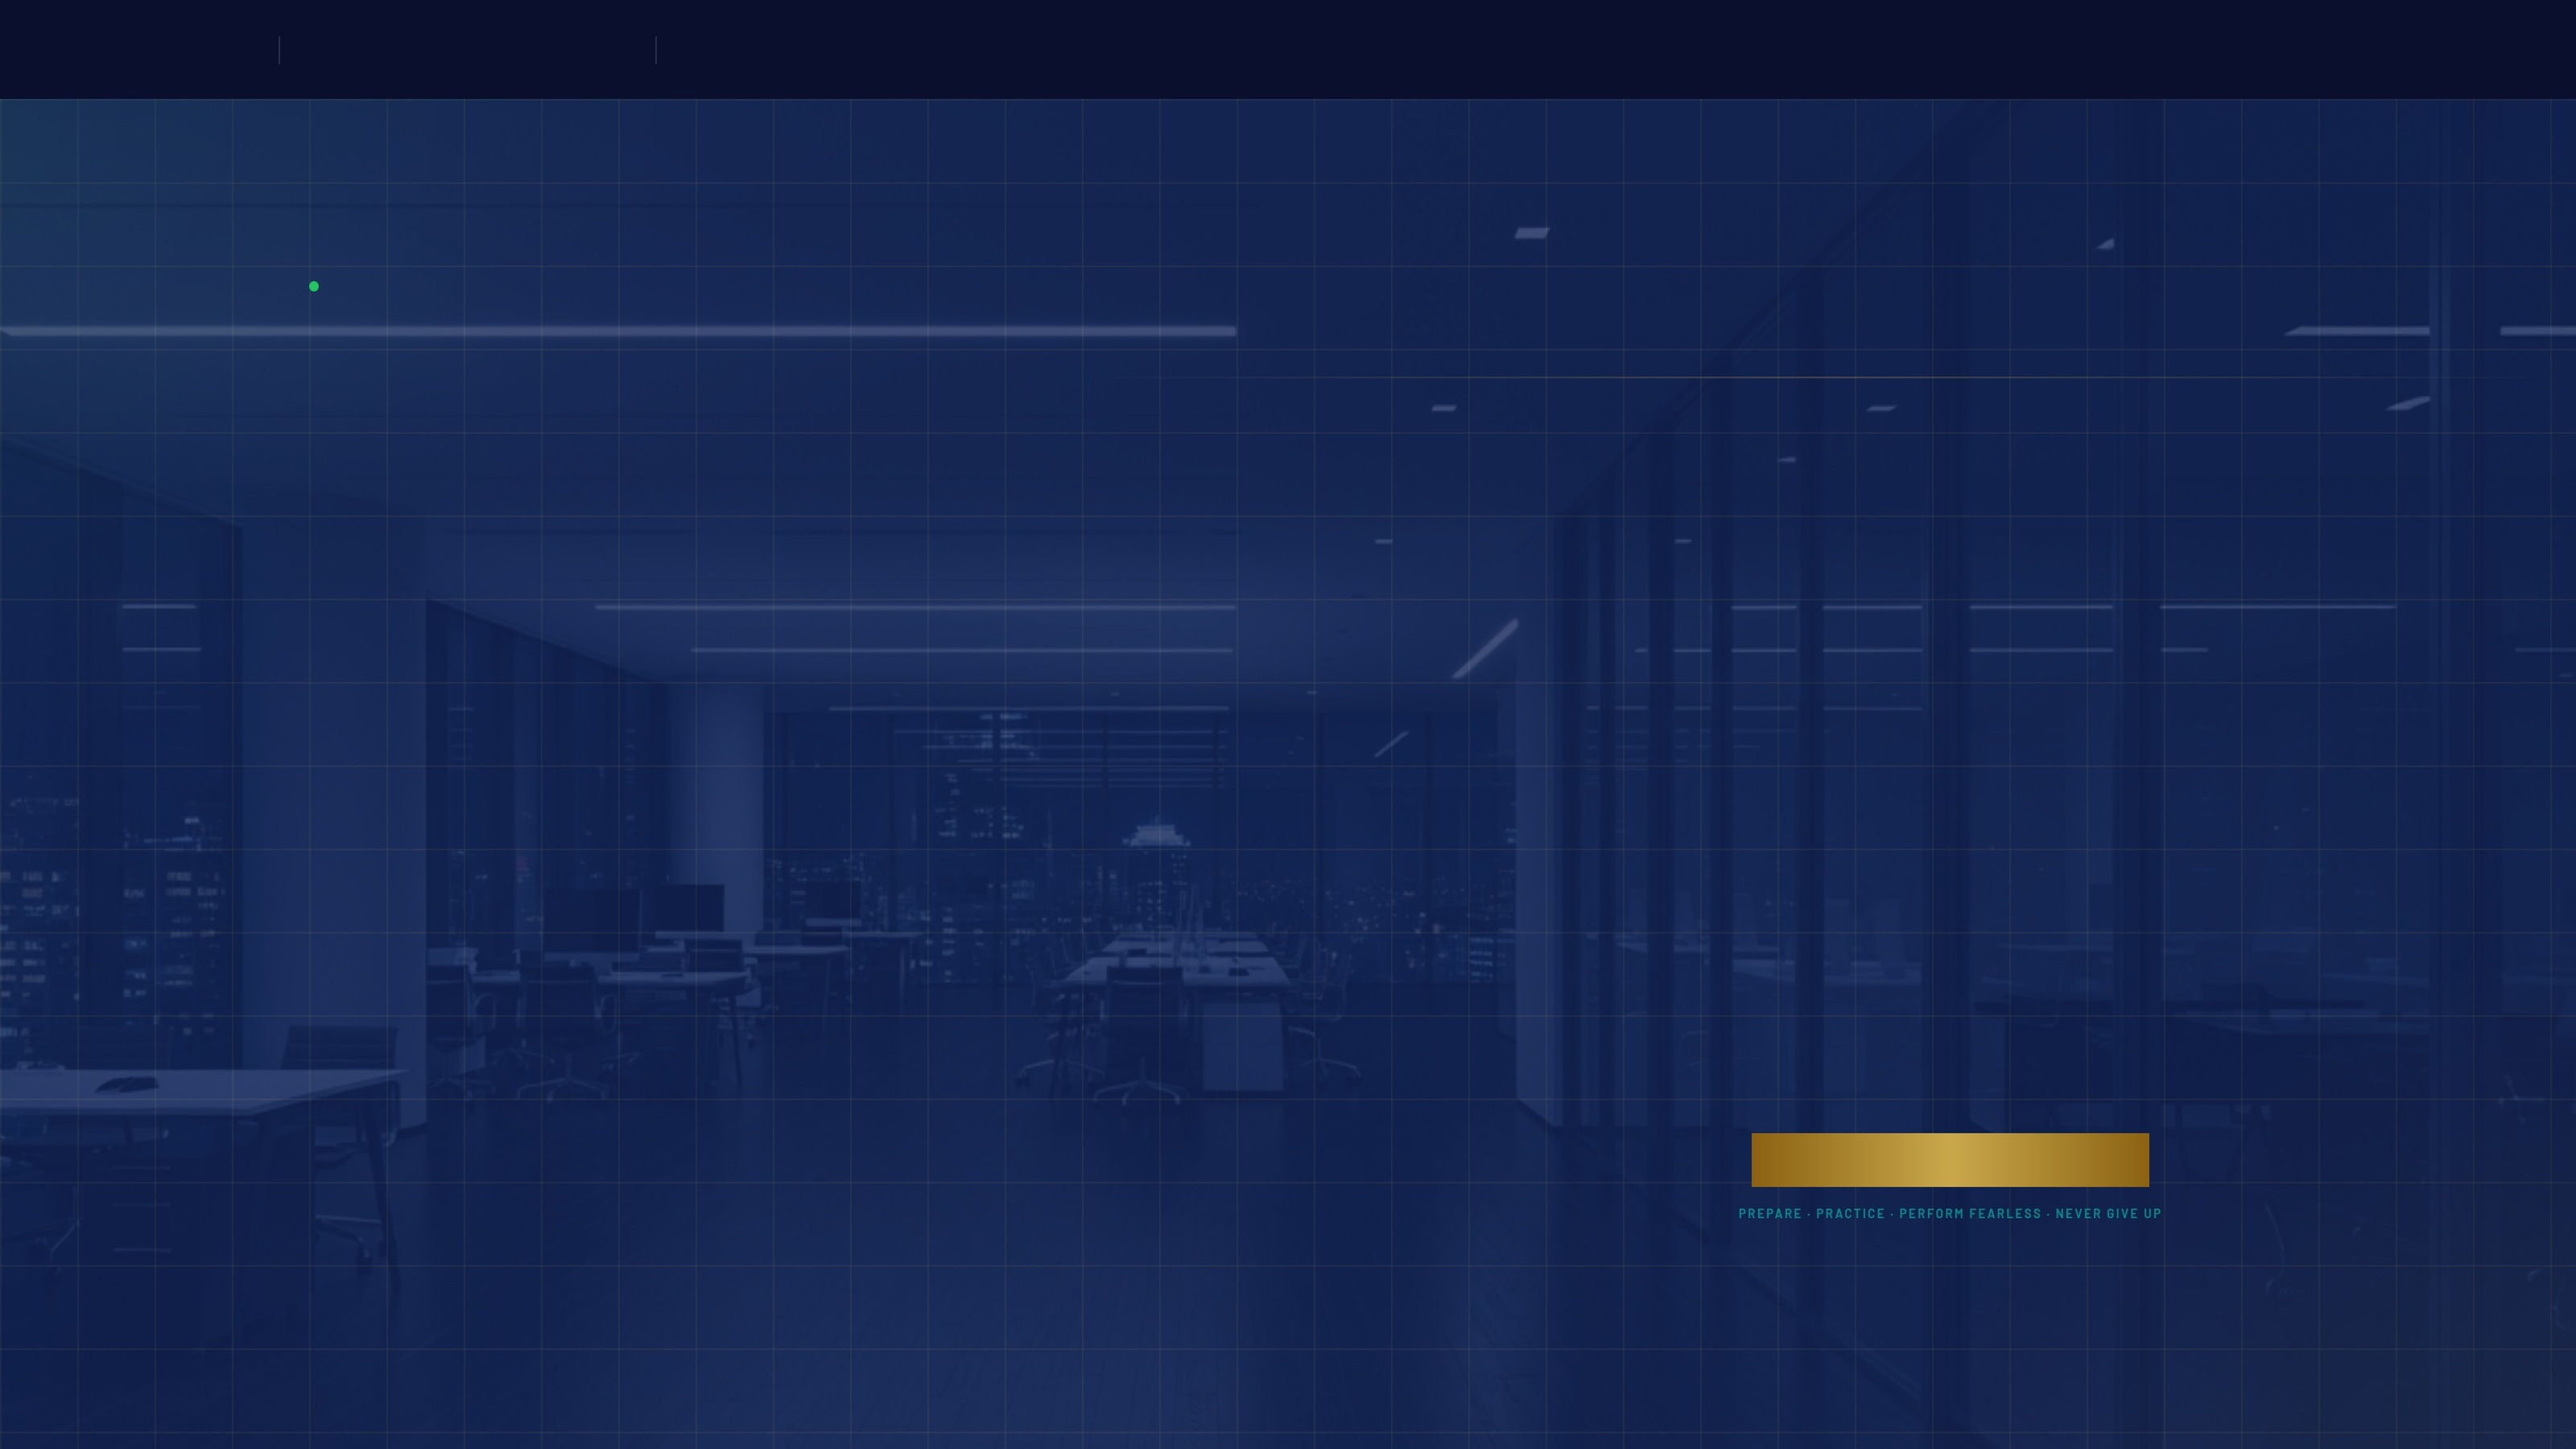 PREPARE · PRACTICE · PERFORM FEARLESS · NEVER GIVE UP